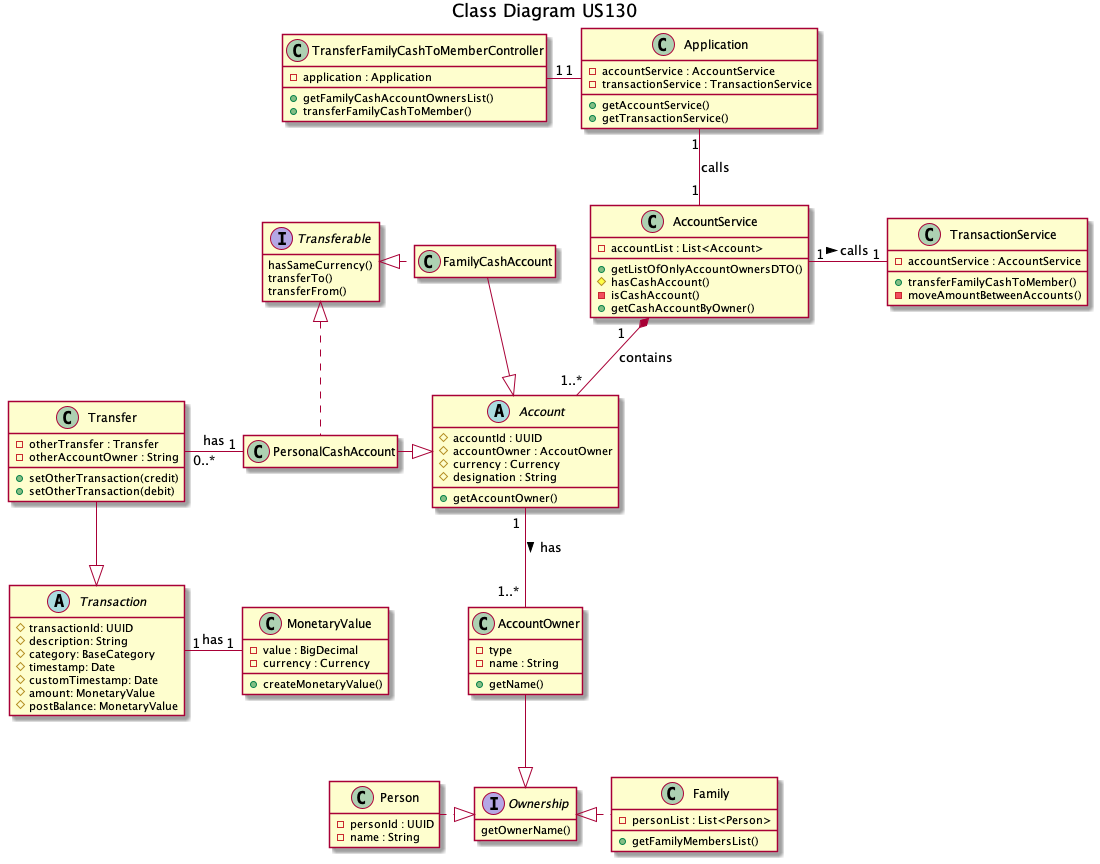 Class Diagram US130
C TransferFamilyCashToMemberController
application : Application
getFamilyCashAccountOwnersList()
transferFamilyCashToMember()
1 1
C Application
accountService : AccountService
transactionService : TransactionService
getAccountService()
getTransactionService()
1
calls
1
C AccountService
accountList : List<Account>
getListOfOnlyAccountOwnersDTO()
hasCashAccount()
isCashAccount()
getCashAccountByOwner()
1 calls 1
C TransactionService
accountService : AccountService
transferFamilyCashToMember()
moveAmountBetweenAccounts()
I Transferable
hasSameCurrency()
transferTo()
transferFrom()
C FamilyCashAccount
1
contains
1..*
C Transfer
otherTransfer : Transfer
otherAccountOwner : String
setOtherTransaction(credit)
setOtherTransaction(debit)
has 1
0..*
C PersonalCashAccount
A Account
accountId : UUID
accountOwner : AccoutOwner
currency : Currency
designation : String
getAccountOwner()
1
has
1..*
A Transaction
transactionId: UUID
description: String
category: BaseCategory
timestamp: Date
customTimestamp: Date
amount: MonetaryValue
postBalance: MonetaryValue
1 has 1
C MonetaryValue
value : BigDecimal
currency : Currency
createMonetaryValue()
C AccountOwner
type
name : String
getName()
C Person
personId : UUID
name : String
I Ownership
getOwnerName()
C Family
personList : List<Person>
getFamilyMembersList()